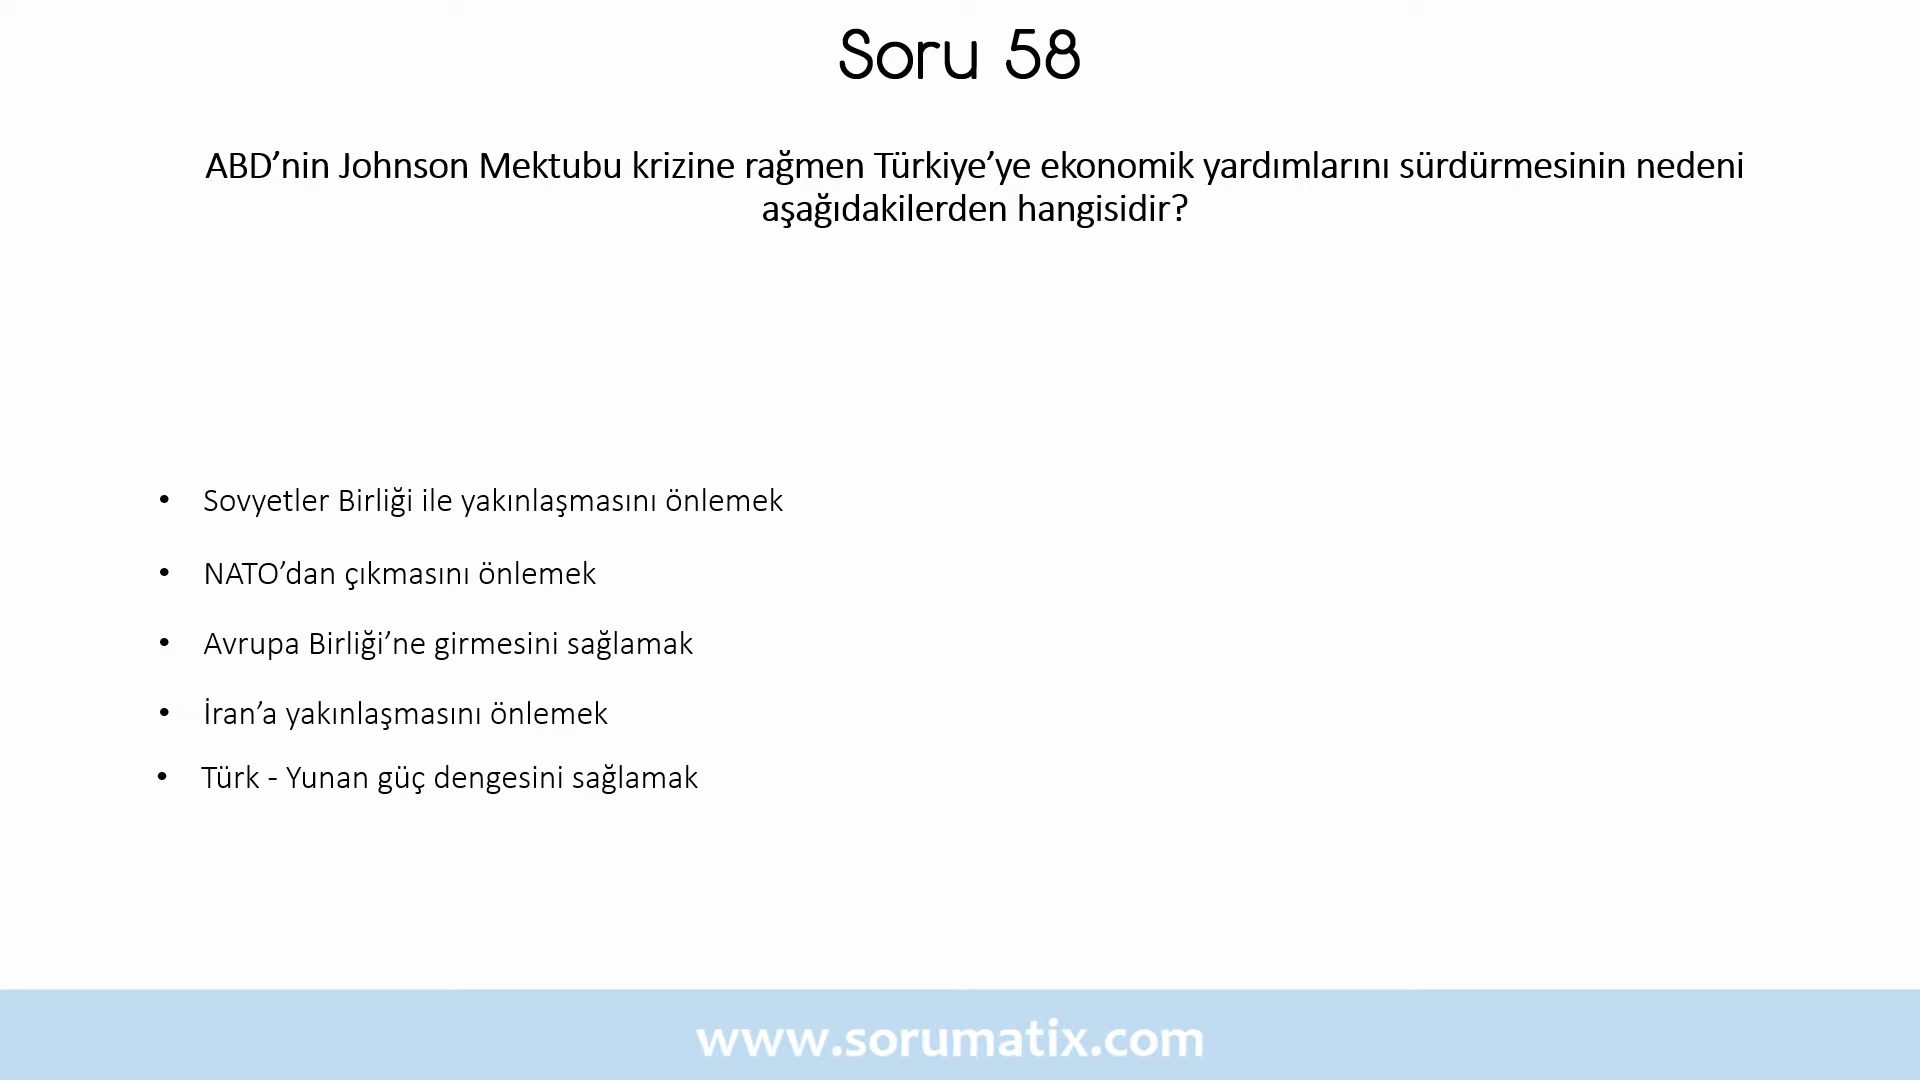 Soru 58
ABD’nin Johnson Mektubu krizine rağmen Türkiye’ye ekonomik yardımlarını sürdürmesinin nedeni
aşağıdakilerden hangisidir?
• Sovyetler Birliği ile yakınlaşmasını önlemek
• NATO’dan çıkmasını önlemek
• Avrupa Birliği’ne girmesini sağlamak
• İran’a yakınlaşmasını önlemek
• Türk - Yunan güç dengesini sağlamak
www.sorumatix.com